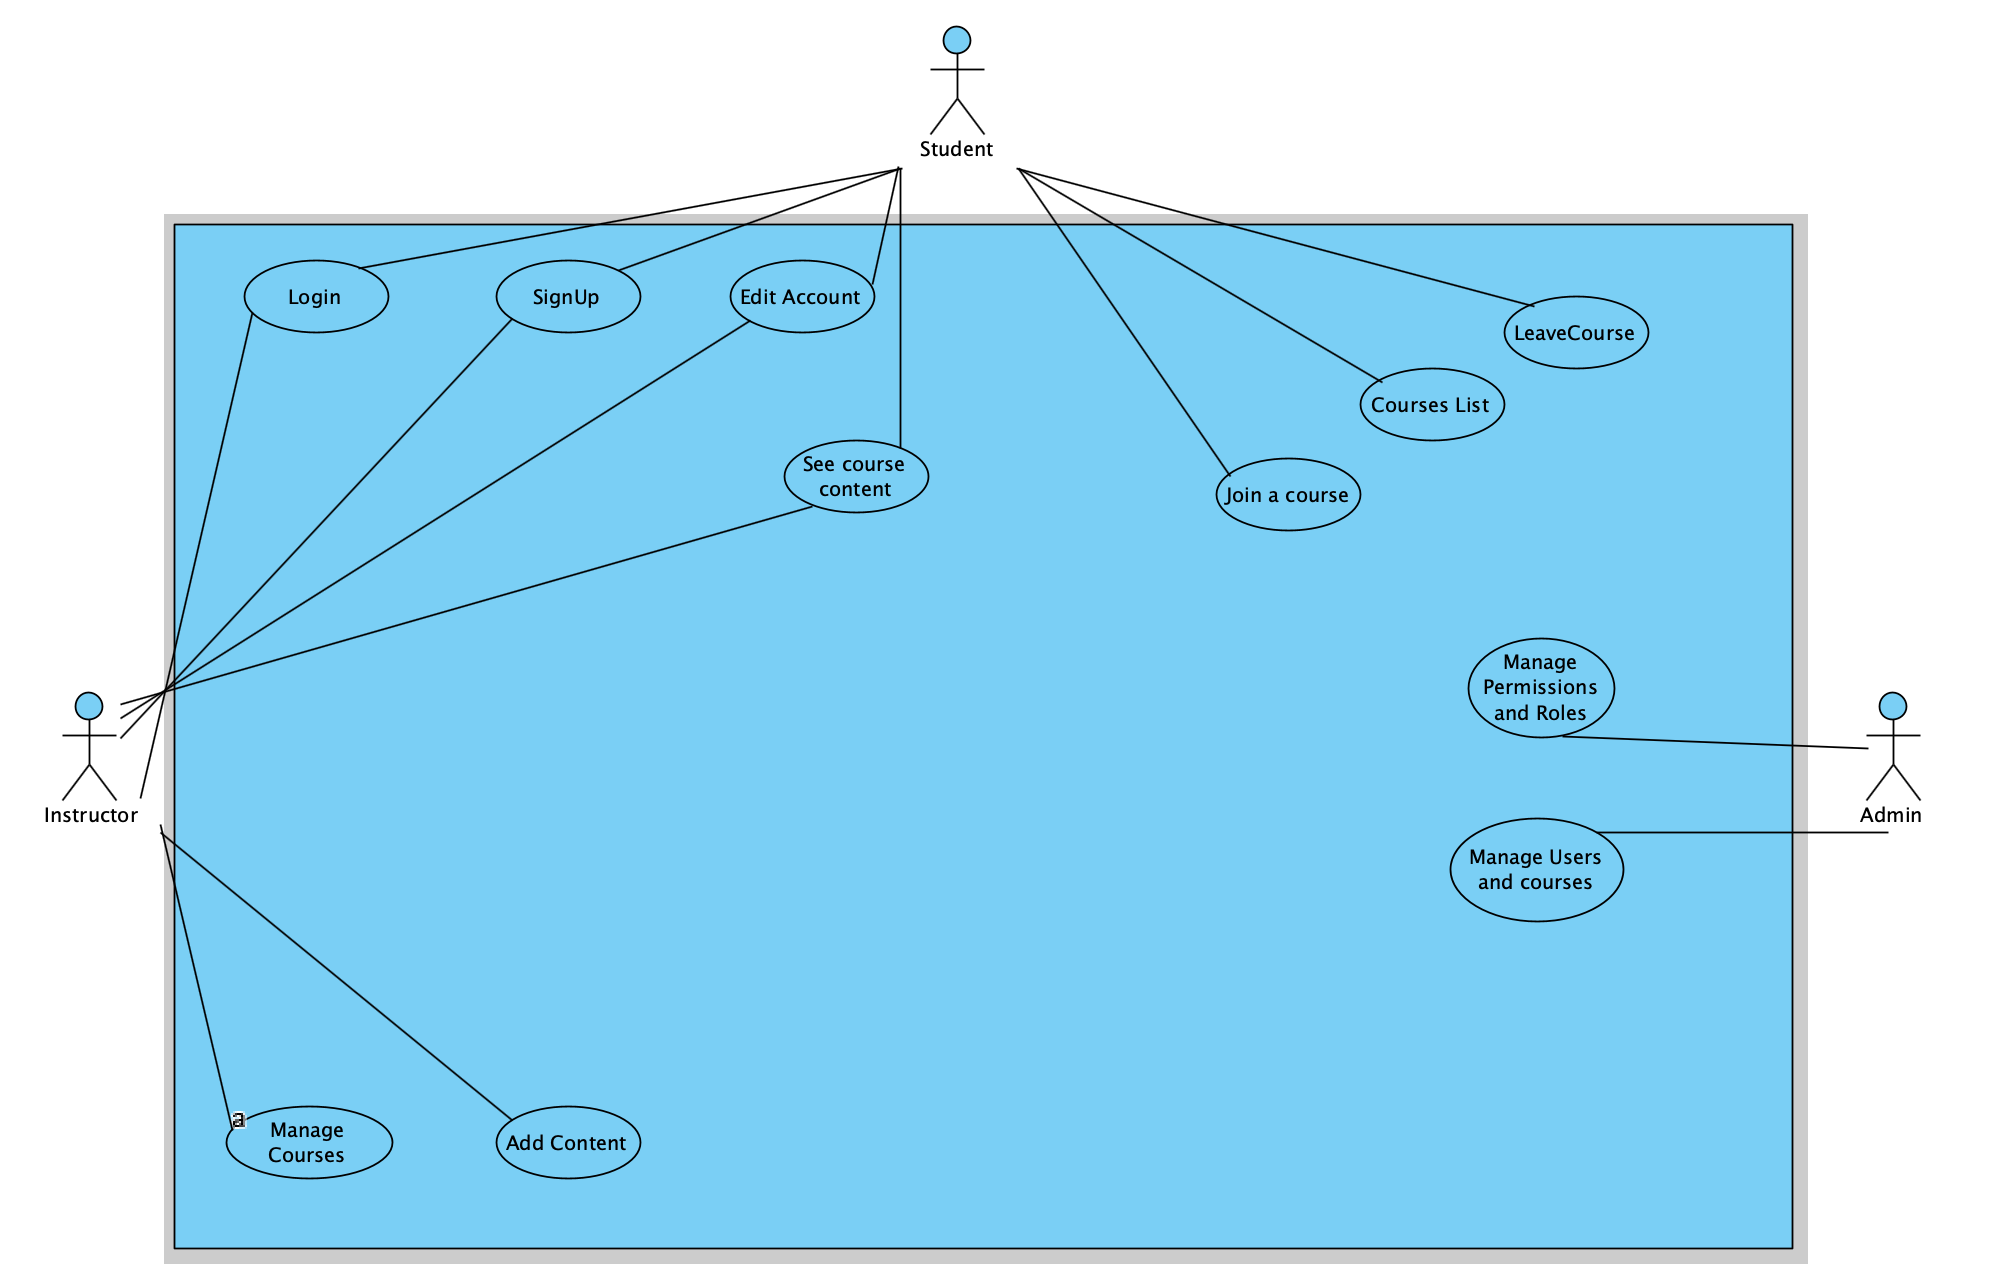 Student
Login
SignUp
Edit Account
LeaveCourse
Courses List
See course
content
Join a course
Manage
Permissions
and Roles
Instructor
Admin
Manage Users
and courses
a
Manage
Courses
Add Content